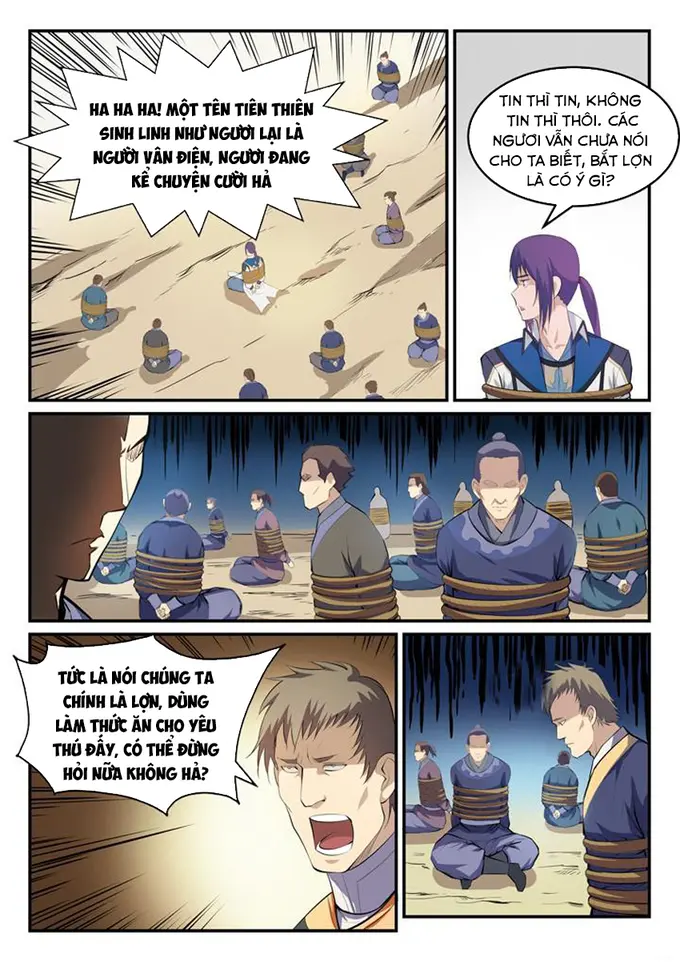 HA HA HA! MỘT TÊN TIÊN THIÊN
SINH LINH NHƯ NGƯƠI LẠI LÀ
NGƯỜI VÂN ĐIỆN, NGƯƠI ĐANG
KỂ CHUYỆN CƯỜI HẢ
TIN THÌ TIN, KHÔNG
TIN THÌ THÔI. CÁC
NGƯƠI VẪN CHƯA NÓI
CHO TA BIẾT, BẮT LỢN
LÀ CÓ Ý GÌ?
TỨC LÀ NÓI CHÚNG TA
CHÍNH LÀ LỢN, DÙNG
LÀM THỨC ĂN CHO YÊU
THÚ ĐẤY, CÓ THỂ ĐỪNG
HỎI NỮA KHÔNG HẢ?